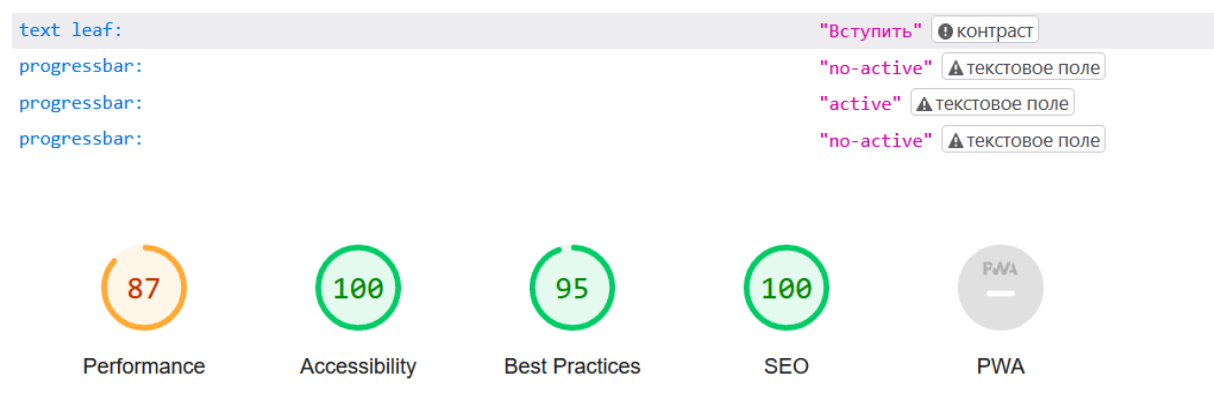 text leaf: "Вступить" контраст
progressbar: "no-active" текстовое поле
progressbar: "active" текстовое поле
progressbar: "no-active" текстовое поле
87 100 95 100 PWA
Performance Accessibility Best Practices SEO PWA